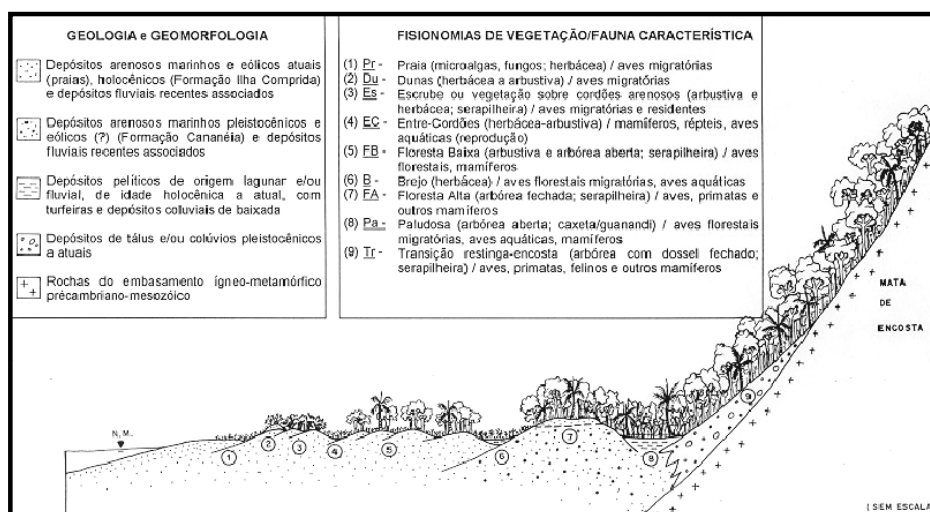 GEOLOGIA e GEOMORFOLOGIA
Depósitos arenosos marinhos e eólicos atuais
(praias), holocênicos (Formação Ilha Comprida)
e depósitos fluviais recentes associados
Depósitos arenosos marinhos pleistocênicos e
eólicos (?) (Formação Cananéia) e depósitos
fluviais recentes associados
Depósitos pelíticos de origem lagunar e/ou
fluvial, de idade holocênica a atual, com
turfeiras e depósitos coluviais de baixada
Depósitos de tálus e/ou colúvios pleistocênicos
a atuais
Rochas do embasamento ígneo-metamórfico
précambriano-mesozóico
FISIONOMIAS DE VEGETAÇÃO/FAUNA CARACTERÍSTICA
(1) Pr - Praia (microalgas, fungos; herbácea) / aves migratórias
(2) Du - Dunas (herbácea a arbustiva) / aves migratórias
(3) Es - Escrube ou vegetação sobre cordões arenosos (arbustiva e
herbácea; serapilheira) / aves migratórias e residentes
(4) EC - Entre-Cordões (herbácea-arbustiva) / mamíferos, répteis, aves
aquáticas (reprodução)
(5) FB - Floresta Baixa (arbustiva e arbórea aberta; serapilheira) / aves
florestais, mamíferos
(6) B - Brejo (herbácea) / aves florestais migratórias, aves aquáticas
(7) FA - Floresta Alta (arbórea fechada; serapilheira) / aves, primatas e
outros mamíferos
(8) Pa - Paludosa (arbórea aberta; caxeta/guanandi) / aves florestais
migratórias, aves aquáticas, mamíferos
(9) Tr - Transição restinga-encosta (arbórea com dossel fechado;
serapilheira) / aves, primatas, felinos e outros mamíferos
MATA
DE
ENCOSTA
N.M.
1
2
3
4
5
6
7
8
9
(SEM ESCALA